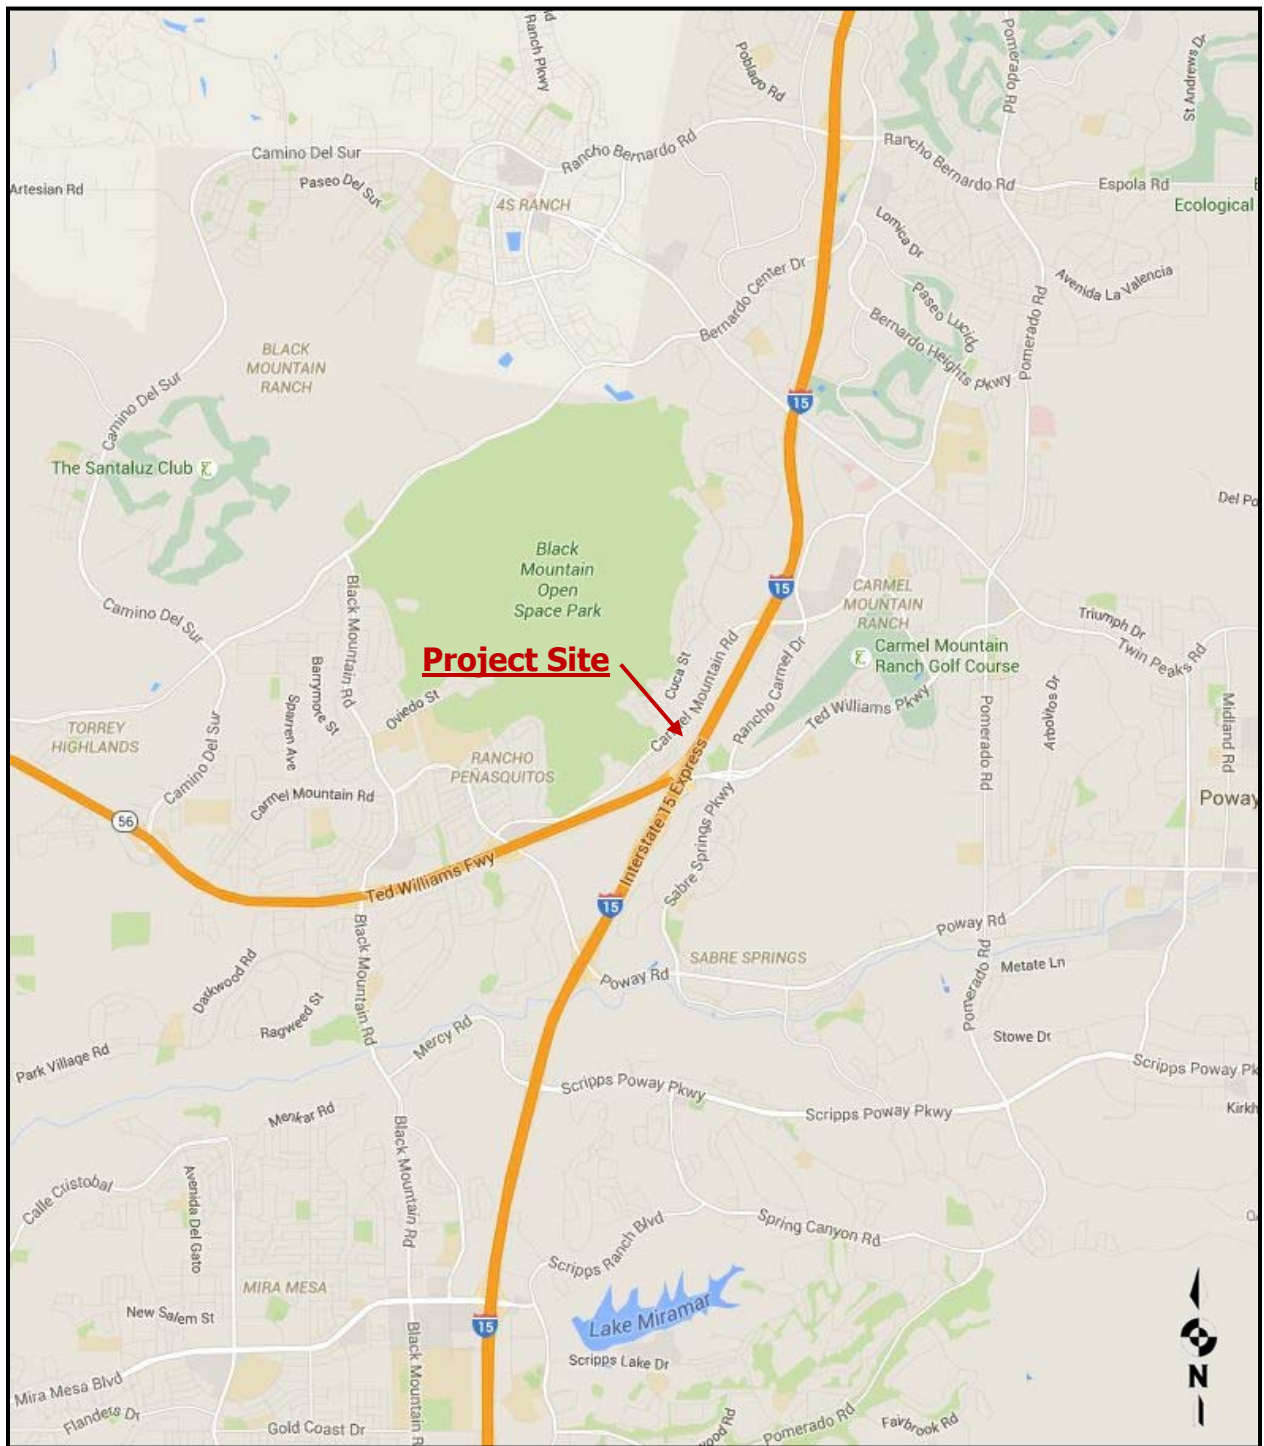 Ranch Pkwy
Poblado Rd
Pomerado Rd
St Andrews Dr
Camino Del Sur
Rancho Bernardo Rd
Rancho Bernardo Rd
Artesian Rd
Paseo Del Sur
4S RANCH
Espola Rd
Ecological
Lomica Dr
Bernardo Center Dr
Avenida La Valencia
Paseo Lucido
Bernardo Heights Pkwy
Pomerado Rd
BLACK
MOUNTAIN
RANCH
Camino Del Sur
15
The Santaluz Club
Del Po
Black
Mountain
Open
Space Park
15
CARMEL
MOUNTAIN
RANCH
Black Mountain Rd
Camino Del Sur
Triumph Dr
Twin Peaks Rd
Carmel Mountain
Ranch Golf Course
Project Site
Cuca St
Carmel Mountain Rd
Rancho Carmel Dr
Barrymore St
Sparren Ave
Oviedo St
Ted Williams Pkwy
Pomerado Rd
Arbolitos Dr
Midland Rd
TORREY
HIGHLANDS
Camino Del Sur
RANCHO
PEÑASQUITOS
Carmel Mountain Rd
Poway
56
Interstate 15 Express
Sabre Springs Pkwy
Ted Williams Fwy
15
Black Mountain Rd
Poway Rd
SABRE SPRINGS
Darkwood Rd
Poway Rd
Pomerado Rd
Metate Ln
Ragweed St
Mercy Rd
Stowe Dr
Park Village Rd
Scripps Poway Pkwy
Scripps Poway Pk
Scripps Poway Pkwy
Kirkh
Menkar Rd
Black Mountain Rd
Calle Cristobal
Avenida Del Gato
Scripps Ranch Blvd
Spring Canyon Rd
MIRA MESA
New Salem St
15
Lake Miramar
Black Mountain R
Scripps Lake Dr
Mira Mesa Blvd
Flanders Dr
Gold Coast Dr
wood Rd
Pomerado Rd
Fairbrook Rd
N